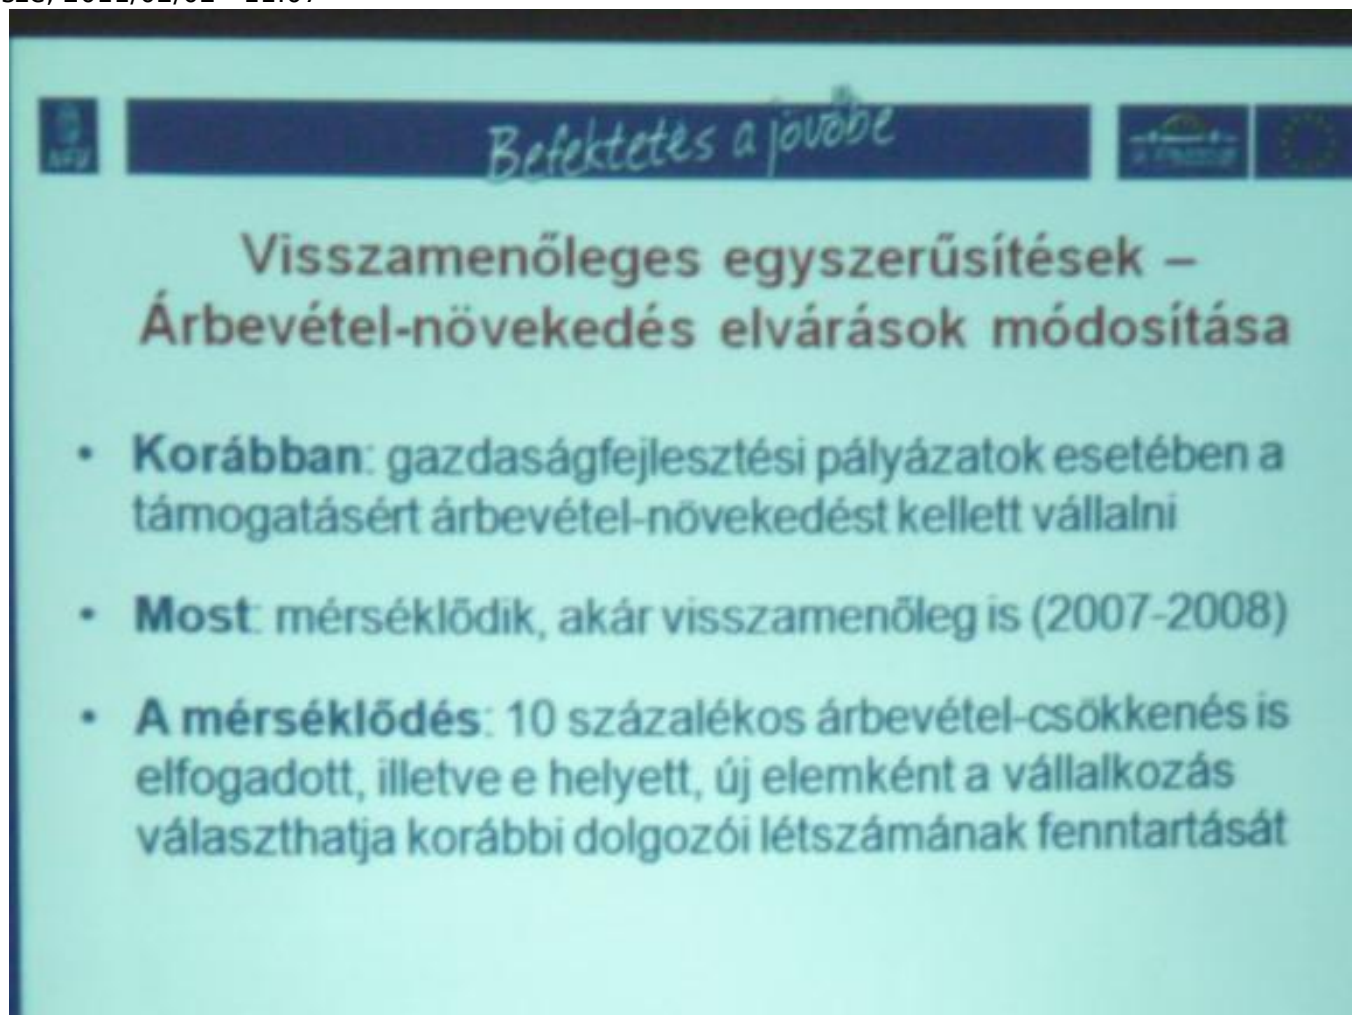 NFÜ
Befektetés a jövőbe
Visszamenőleges egyszerűsítések –
Árbevétel-növekedés elvárások módosítása
• Korábban: gazdaságfejlesztési pályázatok esetében a
támogatásért árbevétel-növekedést kellett vállalni
• Most: mérséklődik, akár visszamenőleg is (2007-2008)
• A mérséklődés: 10 százalékos árbevétel-csökkenés is
elfogadott, illetve e helyett, új elemként a vállalkozás
választhatja korábbi dolgozói létszámának fenntartását